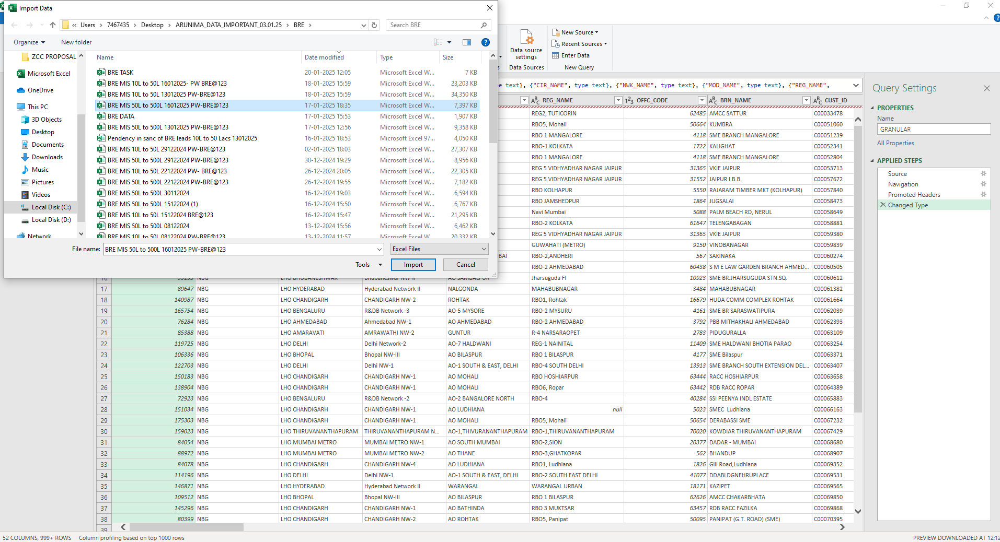 Import Data
« Users > 7467435 > Desktop > ARUNIMA_DATA_IMPORTANT_03.01.25 > BRE >
Search BRE
Organize
New folder
ZCC PROPOSAL
Microsoft Excel
OneDrive
This PC
3D Objects
Desktop
Documents
Downloads
Music
Pictures
Videos
Local Disk (C:)
Local Disk (D:)
Network
Name Date modified Type Size
BRE TASK 20-01-2025 12:05 Microsoft Excel W... 7 KB
BRE MIS 10L to 50L 16012025- PW BRE@123 18-01-2025 15:59 Microsoft Excel W... 23,203 KB
BRE MIS 10L to 50L 13012025 PW-BRE@123 18-01-2025 15:59 Microsoft Excel W... 34,350 KB
BRE MIS 50L to 500L 16012025 PW-BRE@123 17-01-2025 18:35 Microsoft Excel W... 7,397 KB
BRE DATA 17-01-2025 15:53 Microsoft Excel W... 1,907 KB
BRE MIS 50L to 500L 13012025 PW-BRE@123 17-01-2025 12:56 Microsoft Excel W... 9,358 KB
Pendency in sanc of BRE leads 10L to 50 Lacs 13012025 16-01-2025 18:53 Microsoft Excel 97... 4,050 KB
BRE MIS 10L to 50L 29122024 PW-BRE@123 02-01-2025 18:03 Microsoft Excel W... 27,307 KB
BRE MIS 50L to 500L 29122024 PW-BRE@123 30-12-2024 19:29 Microsoft Excel W... 8,956 KB
BRE MIS 10L to 50L 22122024 PW- BRE@123 26-12-2024 20:05 Microsoft Excel W... 22,305 KB
BRE MIS 50L to 500L 22122024 PW-BRE@123 26-12-2024 19:55 Microsoft Excel W... 7,182 KB
BRE MIS 50L to 500L 30112024 16-12-2024 19:03 Microsoft Excel W... 6,594 KB
BRE MIS 50L to 500L 15122024 (1) 16-12-2024 15:50 Microsoft Excel W... 6,767 KB
BRE MIS 10L to 50L 15122024 BRE@123 16-12-2024 15:47 Microsoft Excel W... 21,295 KB
BRE MIS 50L to 500L 08122024 13-12-2024 15:56 Microsoft Excel W... 6,462 KB
BRE MIS 50L to 50L 08122024 PW-BRE@123 13-12-2024 11:57 Microsoft Excel W... 20,332 KB
File name: BRE MIS 50L to 500L 16012025 PW-BRE@123
Excel Files
Tools
Import
Cancel
Data source settings
Data Sources
New Source
Recent Sources
Enter Data
New Query
pe text}, {"CIR_NAME", type text}, {"NWK_NAME", type text}, {"MOD_NAME", type text}, {"REG_NAME",
REG_NAME OFFC_CODE BRN_NAME CUST_ID
REG2, TUTICORIN 62485 AMCC SATTUR C00033478
RBO5, Mohali 50664 KUMBRA C00051060
RBO 1 MANGALORE 4118 SME BRANCH MANGALORE C00051239
RBO-1 KOLKATA 1722 KALIGHAT C00052341
RBO 1 MANGALORE 4118 SME BRANCH MANGALORE C00052804
REG 5 VIDHYADHAR NAGAR JAIPUR 31365 VKIE JAIPUR C00053713
REG 5 VIDHYADHAR NAGAR JAIPUR 31552 JAIPUR I.B.B. C00057672
RBO KOLHAPUR 5550 RAJARAM TIMBER MKT (KOLHAPUR) C00057840
RBO JAMSHEDPUR 1864 JUGSALAI C00058473
Navi Mumbai 5088 PALM BEACH RD, NERUL C00058649
RBO-2 KOLKATA 61647 TELENGABAGAN C00058881
REG 5 VIDHYADHAR NAGAR JAIPUR 31365 VKIE JAIPUR C00059380
GUWAHATI (METRO) 9150 VINOBANAGAR C00059839
BAI RBO-2,ANDHERI 567 SAKINAKA C00060274
RBO-2 AHMEDABAD 60438 S M E LAW GARDEN BRANCH AHMED... C00060505
16 NBG LHO BHUBANESHWAR Bhubaneswar NW-II AO SAMBALPUR Jharsuguda FI 10923 SME BR.JHARSUGUDA STN.SQ. C00060612
17 89647 NBG LHO HYDERABAD Hyderabad Network II NALGONDA MAHABUBNAGAR 3484 MAHABUBNAGAR C00061382
18 140987 NBG LHO CHANDIGARH CHANDIGARH NW-2 ROHTAK RBO1, Rohtak 16679 HUDA COMM COMPLEX ROHTAK C00061664
19 165754 NBG LHO BENGALURU R&DB Network -3 AO-5 MYSORE RBO-2 MYSURU 4161 SME BR SARASWATIPURA C00062039
20 76284 NBG LHO AHMEDABAD Ahmedabad NW-1 AO AHMEDABAD RBO-2 AHMEDABAD 3792 PBB MITHAKHALI AHMEDABAD C00062393
21 85388 NBG LHO AMARAVATI AMRAWATHI NW-2 GUNTUR R-4 NARSARAOPET 2783 PIDUGURALLA C00063109
22 119725 NBG LHO DELHI Delhi Network-2 AO-7 HALDWANI REG-1 NAINITAL 11409 SME HALDWANI BHOTIA PARAO C00063254
23 106336 NBG LHO BHOPAL Bhopal NW-III AO BILASPUR RBO 1 BILASPUR 4177 SME Bilaspur C00063371
24 122703 NBG LHO DELHI Delhi NW-1 AO-1 SOUTH & EAST, DELHI RBO-4 SOUTH DELHI 13913 SME BRANCH SOUTH EXTENSION DEL... C00063407
25 150183 NBG LHO CHANDIGARH CHANDIGARH NW-1 AO MOHALI RBO HOSHIARPUR 63444 RACC HOSHIARPUR C00063658
26 138904 NBG LHO CHANDIGARH CHANDIGARH NW-1 AO MOHALI RBO6, Ropar 63442 RDB RACC ROPAR C00064389
27 72923 NBG LHO BENGALURU R&DB Network -2 AO-2 BANGALORE NORTH RBO-4 40284 SSI PEENYA INDL ESTATE C00065883
28 151034 NBG LHO CHANDIGARH CHANDIGARH NW-1 AO LUDHIANA null 5023 SMEC Ludhiana C00066163
29 175303 NBG LHO CHANDIGARH CHANDIGARH NW-1 AO MOHALI RBO5, Mohali 50654 DERABASSI SME C00067232
30 159023 NBG LHO THIRUVANANTHAPURAM THIRUVANANTHAPURAM N... AO-1,THIVURANANTHAPURAM RBO-1,THIRUVANANTHAPURAM 70020 KOWDIAR THIRUVANANTHAPURAM C00067429
31 84054 NBG LHO MUMBAI METRO MUMBAI METRO NW-1 AO SOUTH MUMBAI RBO-2,SION 20377 DADAR - MUMBAI C00068680
32 88972 NBG LHO MUMBAI METRO MUMBAI METRO NW-2 AO THANE RBO-3,GHATKOPAR 562 BHANDUP C00068907
33 84078 NBG LHO CHANDIGARH CHANDIGARH NW-4 AO LUDHIANA RBO1, Ludhiana 1826 Gill Road,Ludhiana C00069352
34 114196 NBG LHO DELHI Delhi NW-1 AO-1 SOUTH & EAST, DELHI RBO-2 SOUTH EAST DELHI 41077 DDABLDGNEHRUPLACE C00069531
35 146871 NBG LHO HYDERABAD Hyderabad Network II WARANGAL WARANGAL URBAN 18171 KAZIPET C00069565
36 109512 NBG LHO BHOPAL Bhopal NW-III AO BILASPUR RBO 1 BILASPUR 62626 AMCC CHAKARBHATA C00069850
37 145296 NBG LHO CHANDIGARH CHANDIGARH NW-1 AO BATHINDA RBO 3 MUKTSAR 63457 RDB RACC FAZILKA C00069868
38 80399 NBG LHO CHANDIGARH CHANDIGARH NW-2 AO ROHTAK RBO5, Panipat 50095 PANIPAT (G.T. ROAD) (SME) C00070395
39
Query Settings
PROPERTIES
Name
GRANULAR
All Properties
APPLIED STEPS
Source
Navigation
Promoted Headers
Changed Type
52 COLUMNS, 999+ ROWS Column profiling based on top 1000 rows
PREVIEW DOWNLOADED AT 12:12